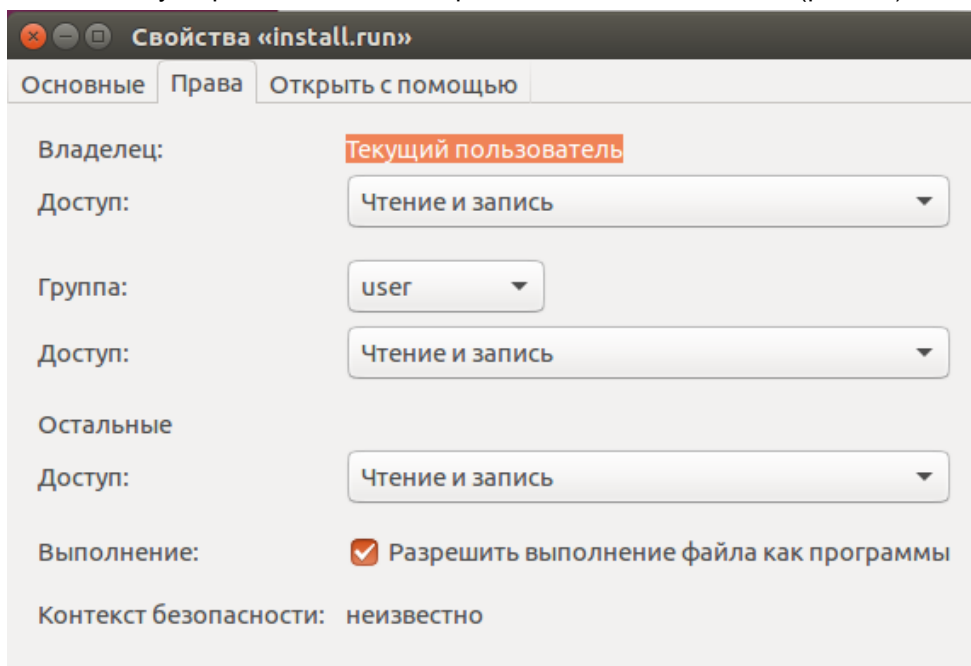 Свойства «install.run»
Основные Права Открыть с помощью
Владелец: Текущий пользователь
Доступ: Чтение и запись
Группа: user
Доступ: Чтение и запись
Остальные
Доступ: Чтение и запись
Выполнение: Разрешить выполнение файла как программы
Контекст безопасности: неизвестно